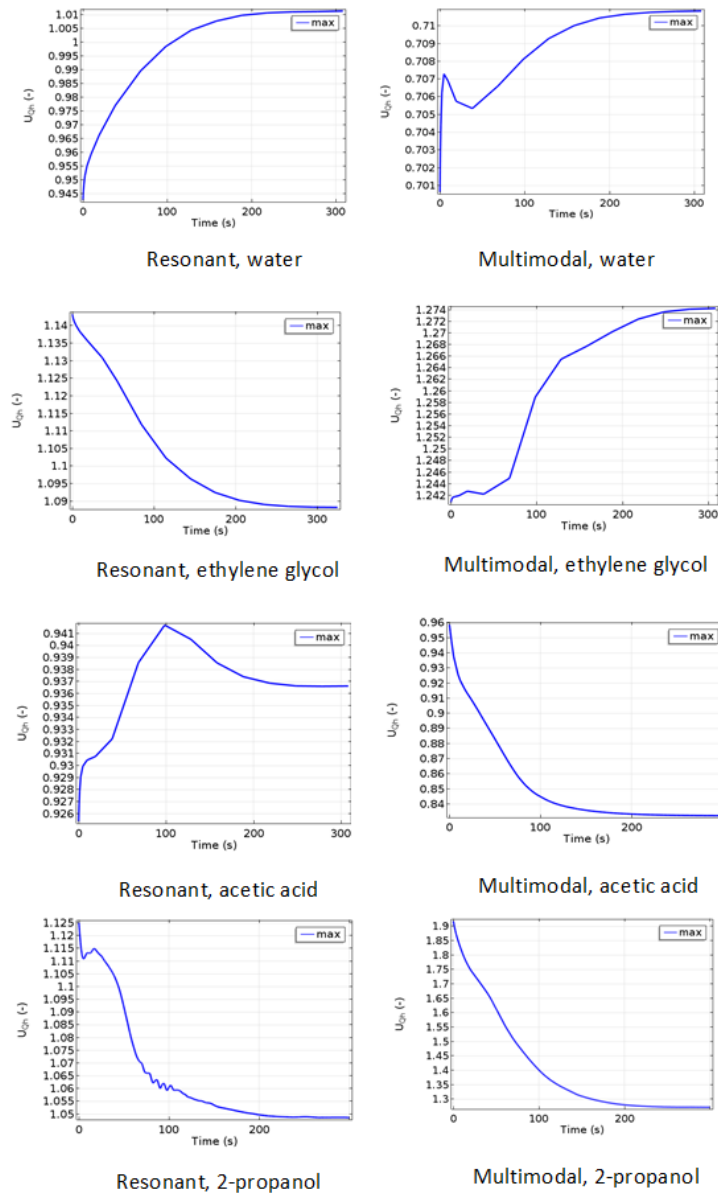 1.01
1.005
1
0.995
0.99
0.985
0.98
0.975
0.97
0.965
0.96
0.955
0.95
0.945
U_Qh (-)
max
0 100 200 300
Time (s)
Resonant, water
0.71
0.709
0.708
0.707
0.706
0.705
0.704
0.703
0.702
0.701
U_Qh (-)
max
0 100 200 300
Time (s)
Multimodal, water
1.14
1.135
1.13
1.125
1.12
1.115
1.11
1.105
1.1
1.095
1.09
U_Qh (-)
max
0 100 200 300
Time (s)
Resonant, ethylene glycol
1.274
1.272
1.27
1.268
1.266
1.264
1.262
1.26
1.258
1.256
1.254
1.252
1.25
1.248
1.246
1.244
1.242
U_Qh (-)
max
0 100 200 300
Time (s)
Multimodal, ethylene glycol
0.941
0.94
0.939
0.938
0.937
0.936
0.935
0.934
0.933
0.932
0.931
0.93
0.929
0.928
0.927
0.926
U_Qh (-)
max
0 100 200 300
Time (s)
Resonant, acetic acid
0.96
0.95
0.94
0.93
0.92
0.91
0.9
0.89
0.88
0.87
0.86
0.85
0.84
U_Qh (-)
max
0 100 200
Time (s)
Multimodal, acetic acid
1.125
1.12
1.115
1.11
1.105
1.1
1.095
1.09
1.085
1.08
1.075
1.07
1.065
1.06
1.055
1.05
U_Qh (-)
max
0 100 200
Time (s)
Resonant, 2-propanol
1.9
1.85
1.8
1.75
1.7
1.65
1.6
1.55
1.5
1.45
1.4
1.35
1.3
U_Qh (-)
max
0 100 200
Time (s)
Multimodal, 2-propanol